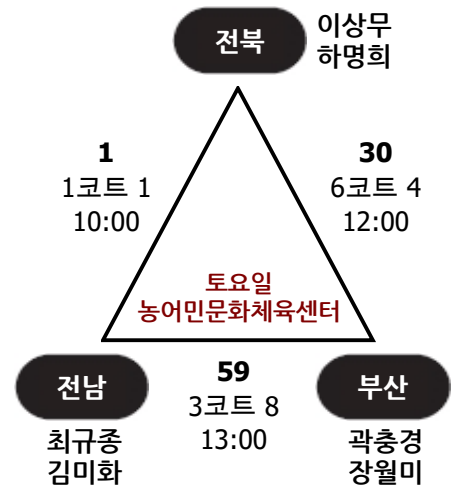 전북
이상무
하명희
1
1코트 1
10:00
30
6코트 4
12:00
토요일
농어민문화체육센터
전남
최규종
김미화
59
3코트 8
13:00
부산
곽충경
장월미